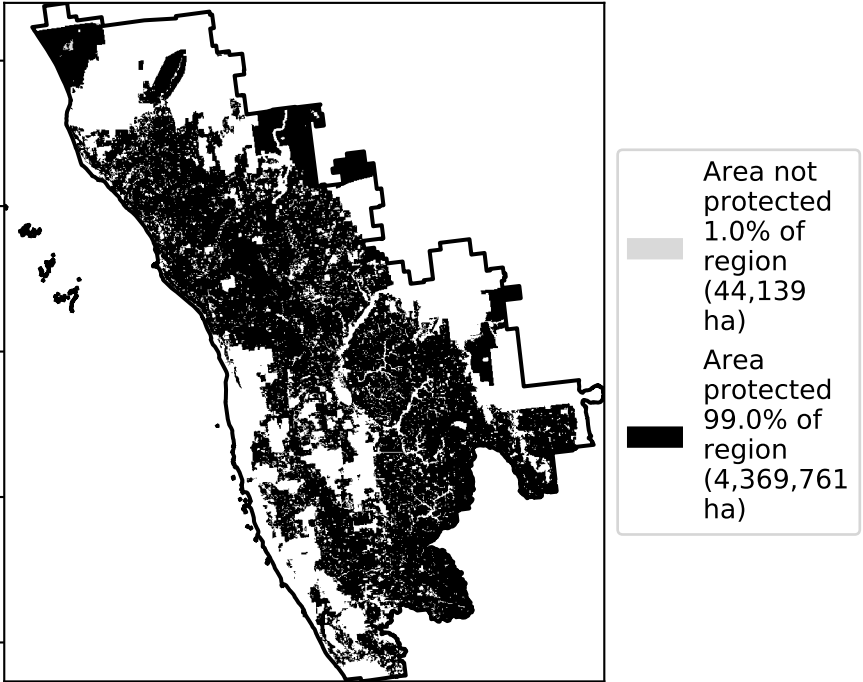 Area not
protected
1.0% of
region
(44,139
ha)
Area
protected
99.0% of
region
(4,369,761
ha)